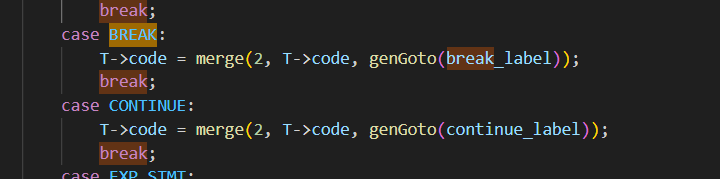 break;
case BREAK:
T->code = merge(2, T->code, genGoto(break_label));
break;
case CONTINUE:
T->code = merge(2, T->code, genGoto(continue_label));
break;
case EXP_STMT: